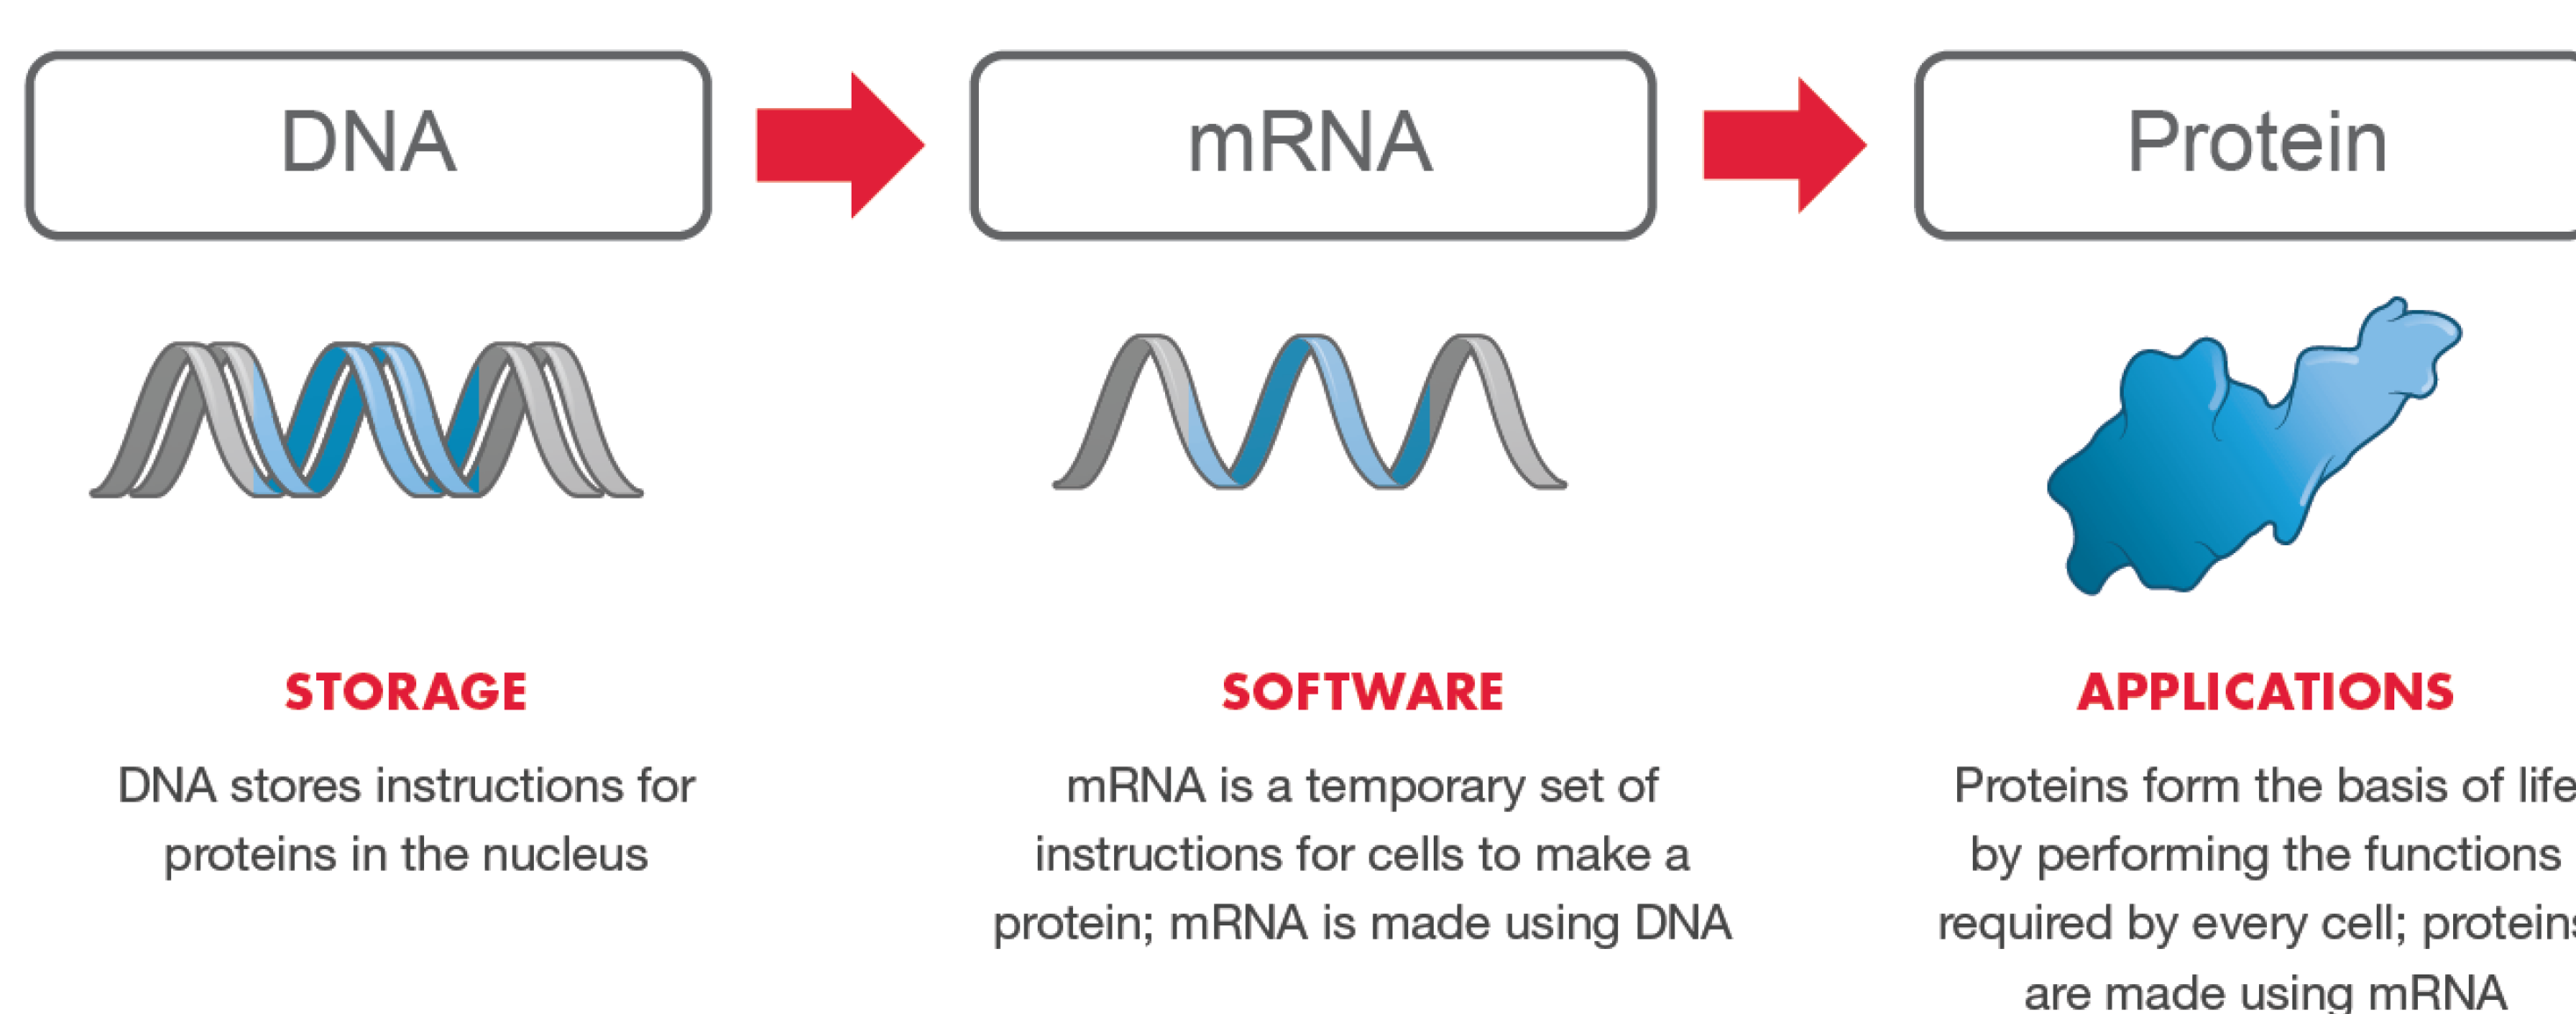 DNA
mRNA
Protein
STORAGE
DNA stores instructions for
proteins in the nucleus
SOFTWARE
mRNA is a temporary set of
instructions for cells to make a
protein; mRNA is made using DNA
APPLICATIONS
Proteins form the basis of life
by performing the functions
required by every cell; proteins
are made using mRNA